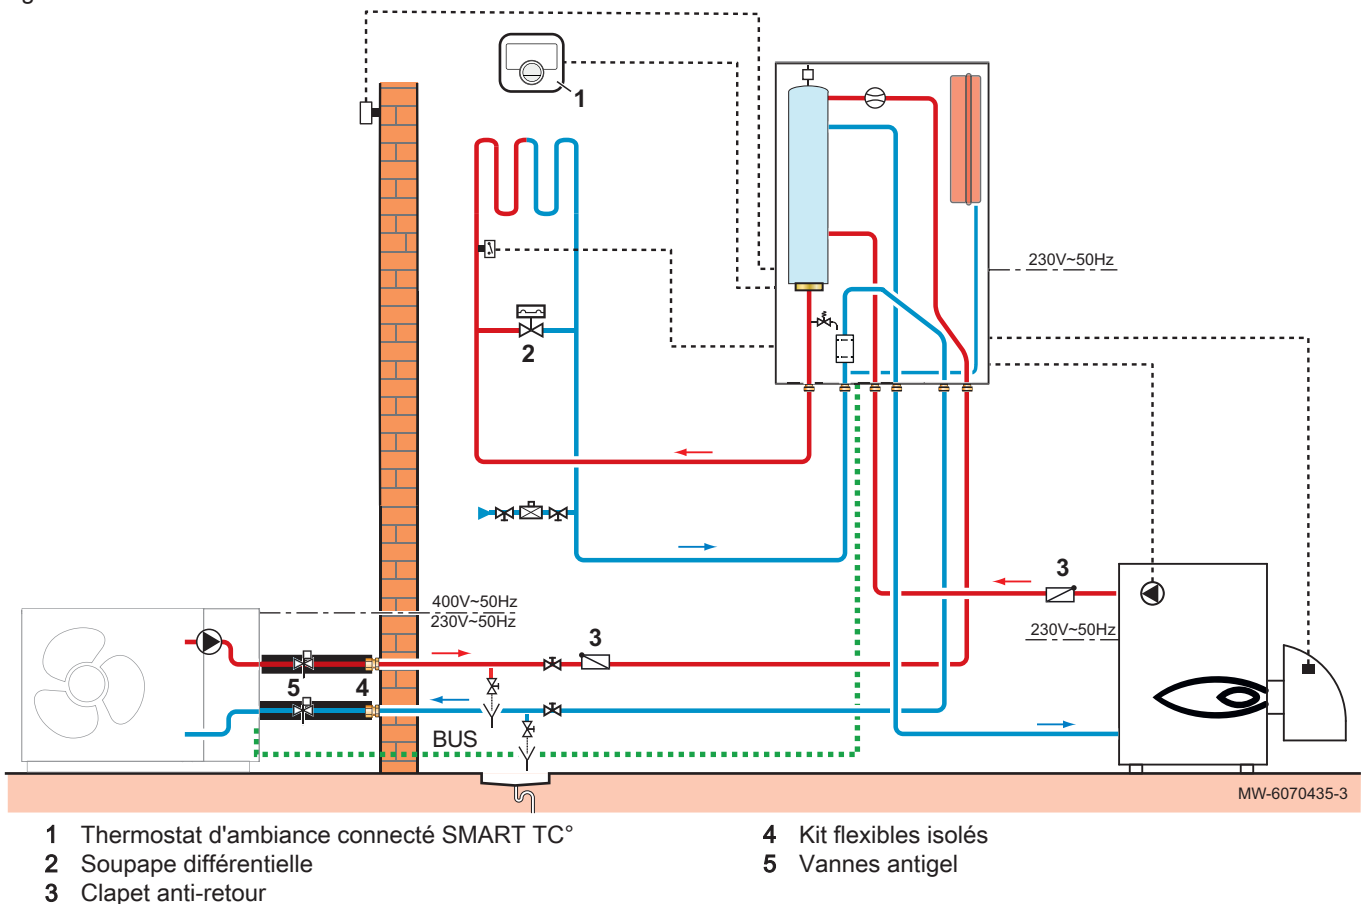 1
230V~50Hz
2
3
400V~50Hz
230V~50Hz
230V~50Hz
3
5
4
BUS
MW-6070435-3
1 Thermostat d'ambiance connecté SMART TC°
2 Soupape différentielle
3 Clapet anti-retour
4 Kit flexibles isolés
5 Vannes antigel